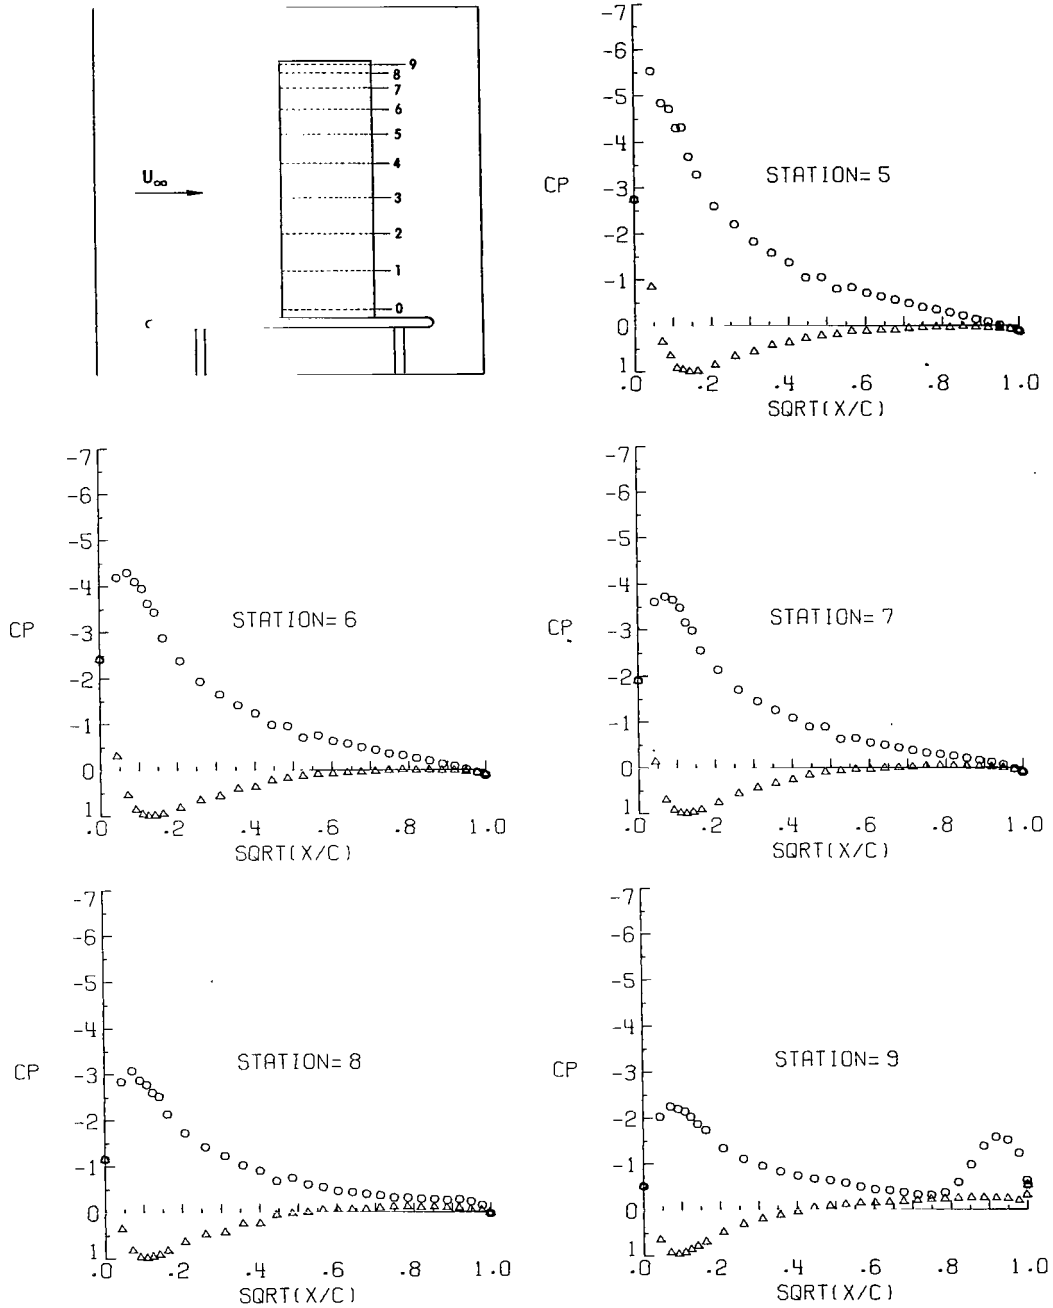 9
8
7
6
5
4
3
2
1
0
U∞
c
-7
-6
-5
-4
-3
-2
-1
0
1
CP
STATION= 5
.0 .2 .4 .6 .8 1.0
SQRT(X/C)
-7
-6
-5
-4
-3
-2
-1
0
1
CP
STATION= 6
.0 .2 .4 .6 .8 1.0
SQRT(X/C)
-7
-6
-5
-4
-3
-2
-1
0
1
CP
STATION= 7
.0 .2 .4 .6 .8 1.0
SQRT(X/C)
-7
-6
-5
-4
-3
-2
-1
0
1
CP
STATION= 8
.0 .2 .4 .6 .8 1.0
SQRT(X/C)
-7
-6
-5
-4
-3
-2
-1
0
1
CP
STATION= 9
.0 .2 .4 .6 .8 1.0
SQRT(X/C)